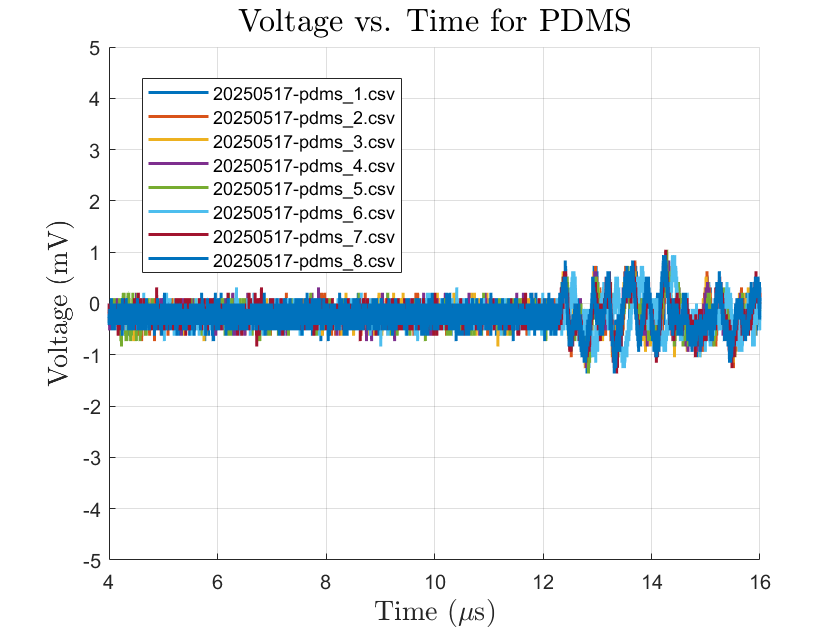 Voltage vs. Time for PDMS
5
4
3
2
1
0
-1
-2
-3
-4
-5
Voltage (mV)
20250517-pdms_1.csv
20250517-pdms_2.csv
20250517-pdms_3.csv
20250517-pdms_4.csv
20250517-pdms_5.csv
20250517-pdms_6.csv
20250517-pdms_7.csv
20250517-pdms_8.csv
4 6 8 10 12 14 16
Time (μs)